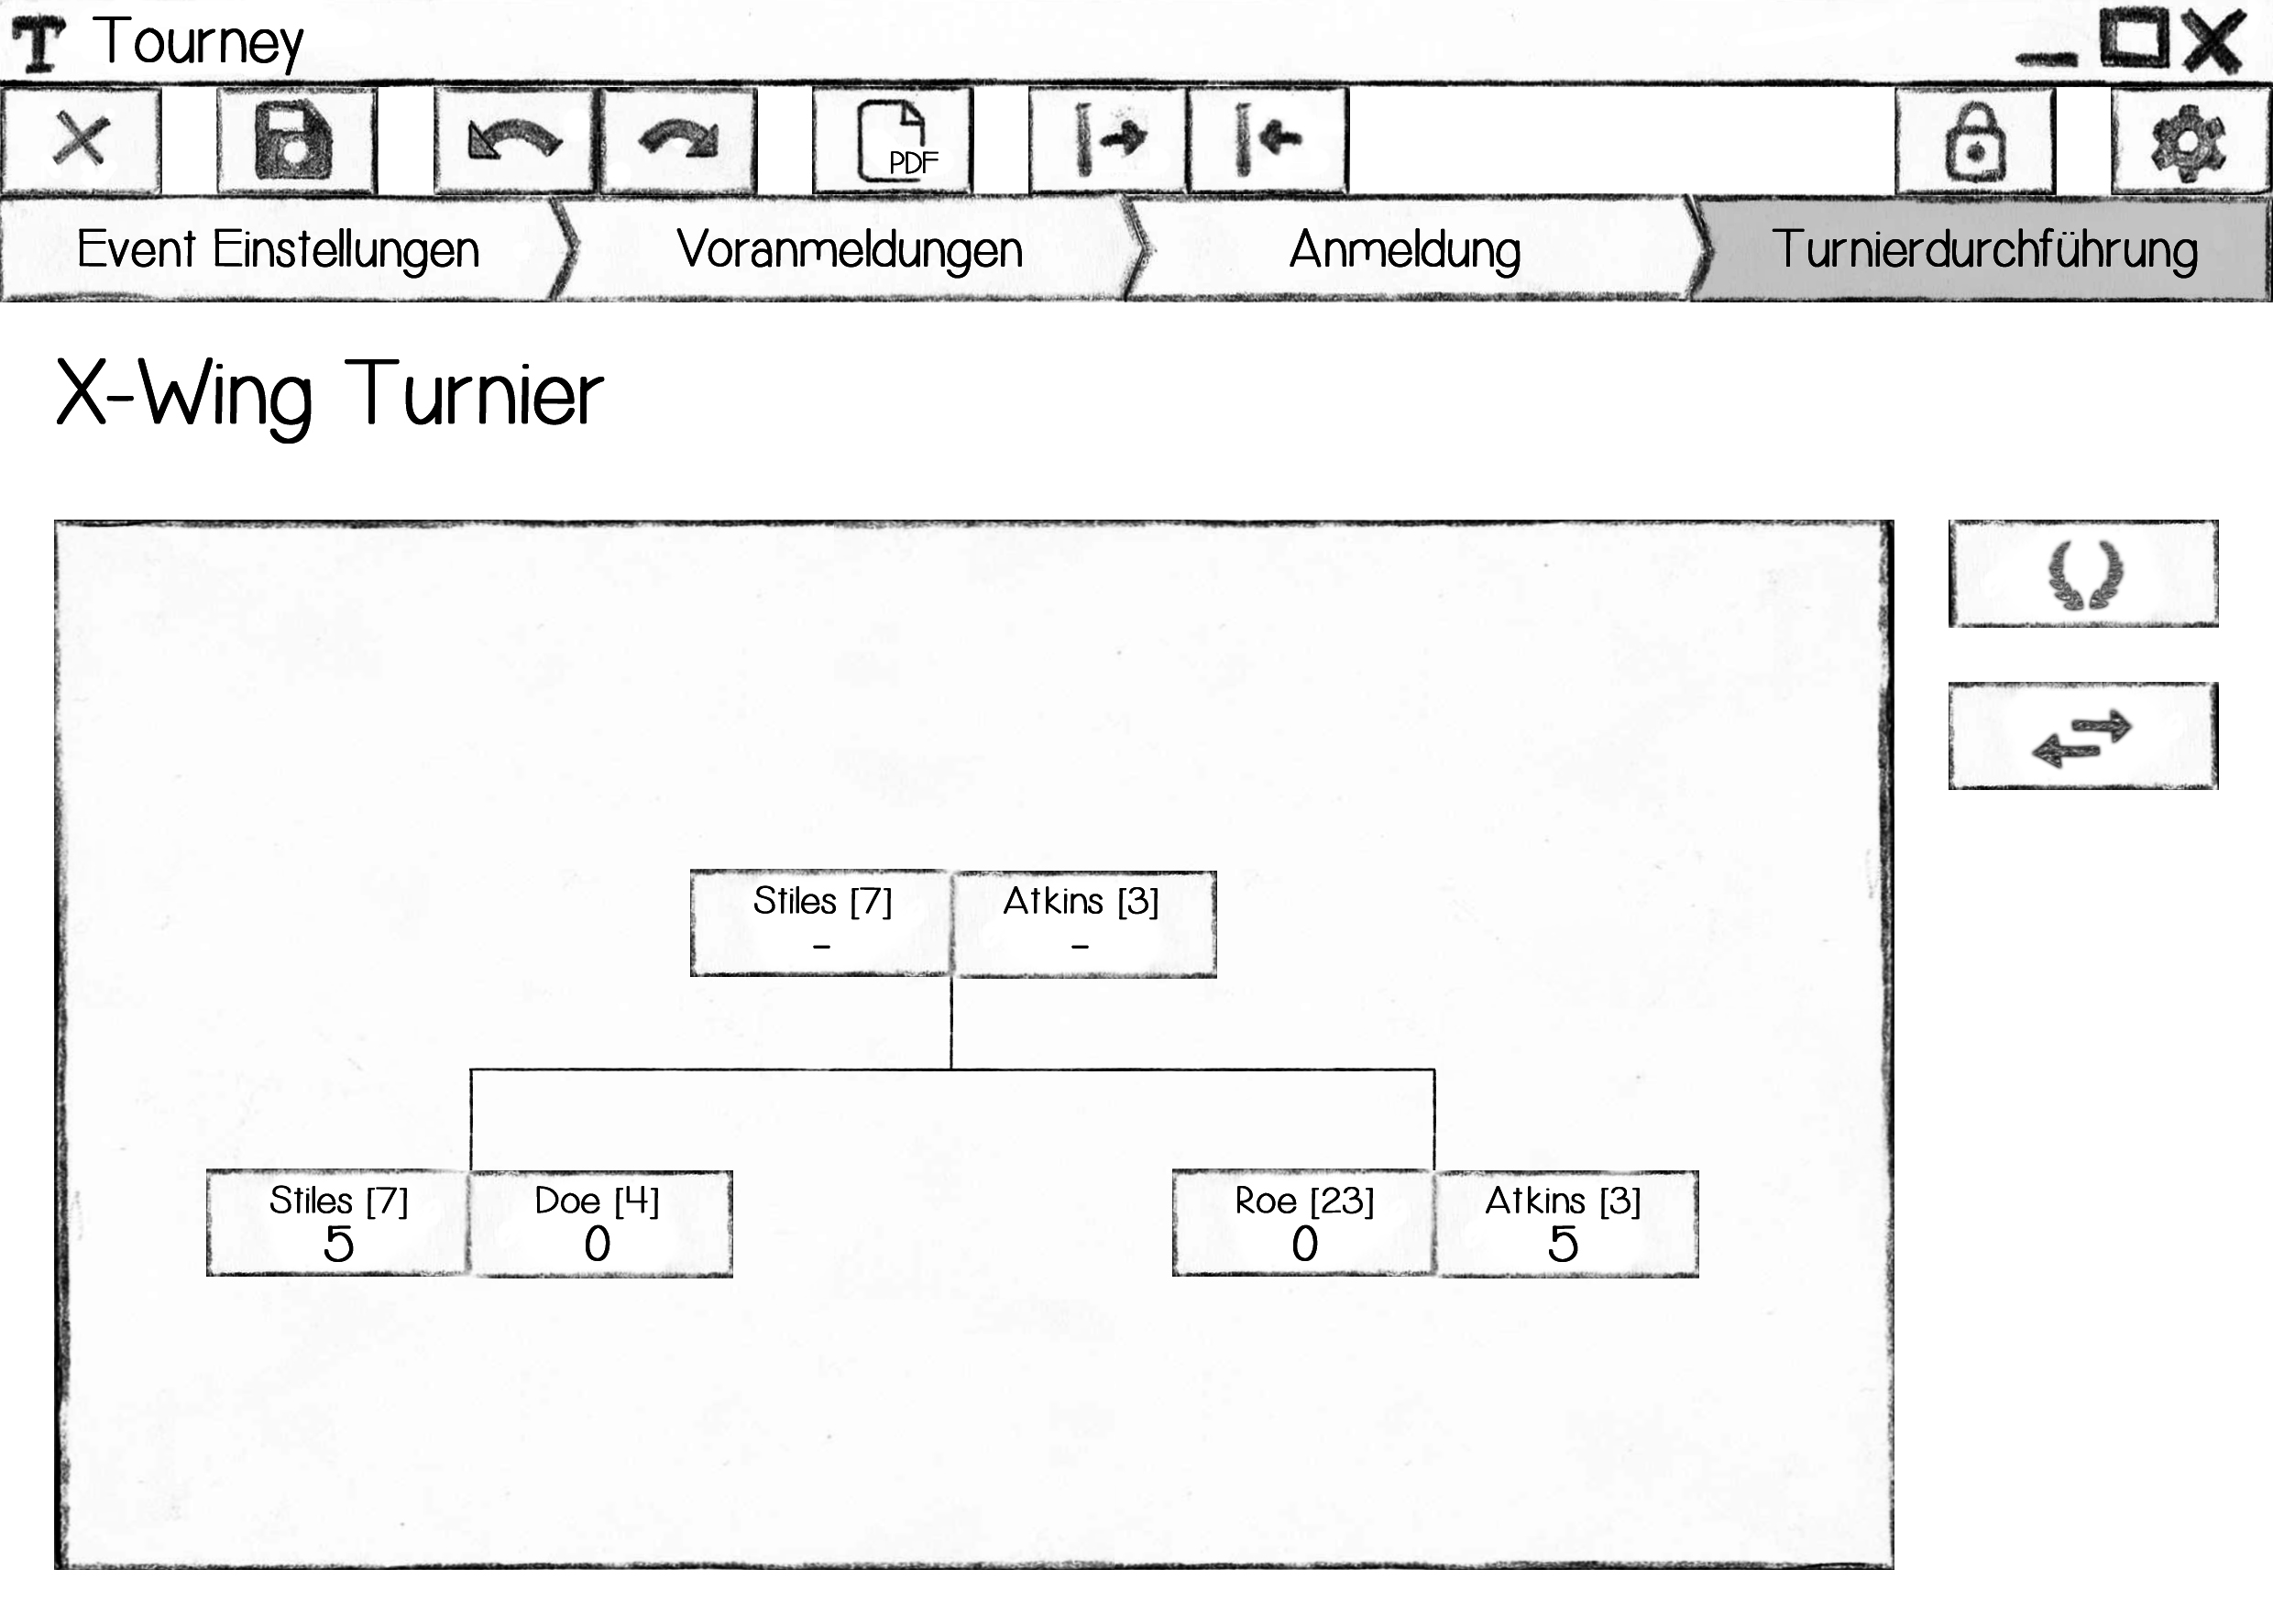 T Tourney
PDF
Event Einstellungen
Voranmeldungen
Anmeldung
Turnierdurchführung
X-Wing Turnier
Stiles [7]
-
Atkins [3]
-
Stiles [7]
5
Doe [4]
0
Roe [23]
0
Atkins [3]
5